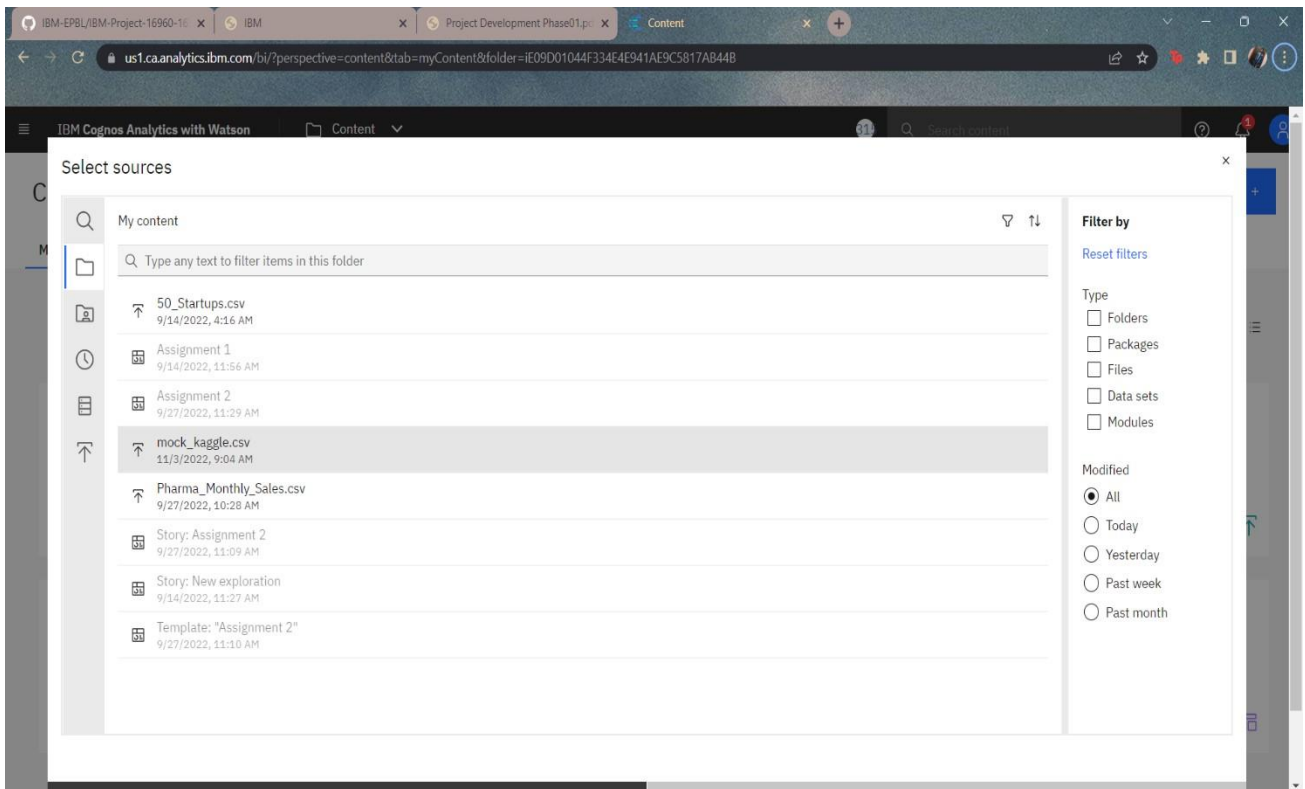 IBM-EPBL/IBM-Project-16960-16
IBM
Project Development Phase01.pd
Content
us1.ca.analytics.ibm.com/bi/?perspective=content&tab=myContent&folder=iE09D01044F334E4E941AE9C5817AB44B
IBM Cognos Analytics with Watson
Content
Search content
1
Select sources
My content
Type any text to filter items in this folder
50_Startups.csv
9/14/2022, 4:16 AM
Assignment 1
9/14/2022, 11:56 AM
Assignment 2
9/27/2022, 11:29 AM
mock_kaggle.csv
11/3/2022, 9:04 AM
Pharma_Monthly_Sales.csv
9/27/2022, 10:28 AM
Story: Assignment 2
9/27/2022, 11:09 AM
Story: New exploration
9/14/2022, 11:27 AM
Template: "Assignment 2"
9/27/2022, 11:10 AM
Filter by
Reset filters
Type
Folders
Packages
Files
Data sets
Modules
Modified
All
Today
Yesterday
Past week
Past month